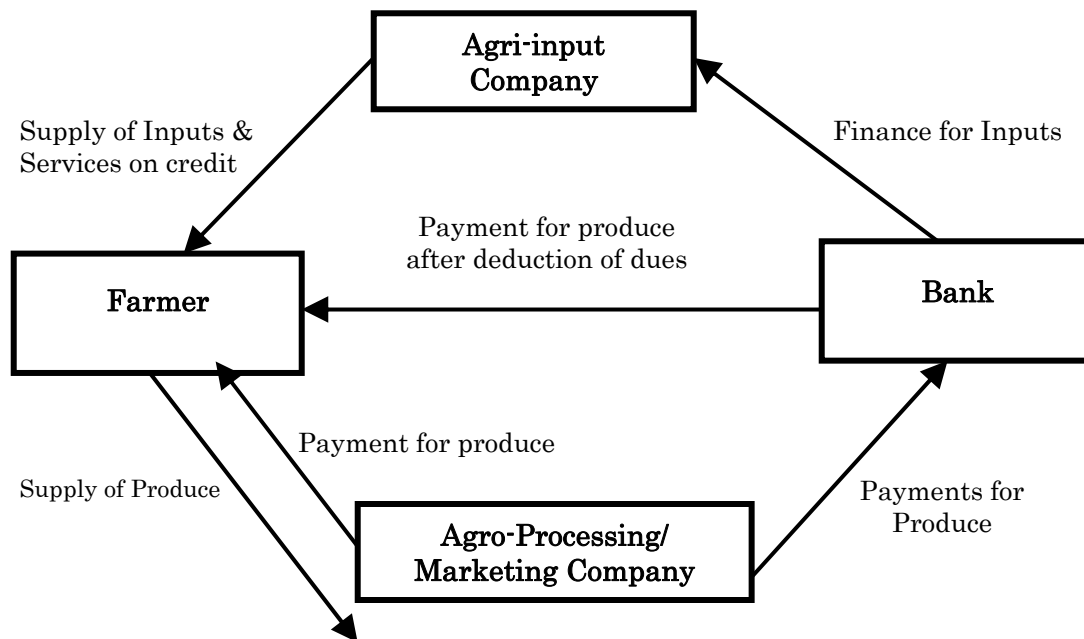 Agri-input
Company
Supply of Inputs &
Services on credit
Finance for Inputs
Payment for produce
after deduction of dues
Farmer
Bank
Payment for produce
Supply of Produce
Payments for
Produce
Agro-Processing/
Marketing Company